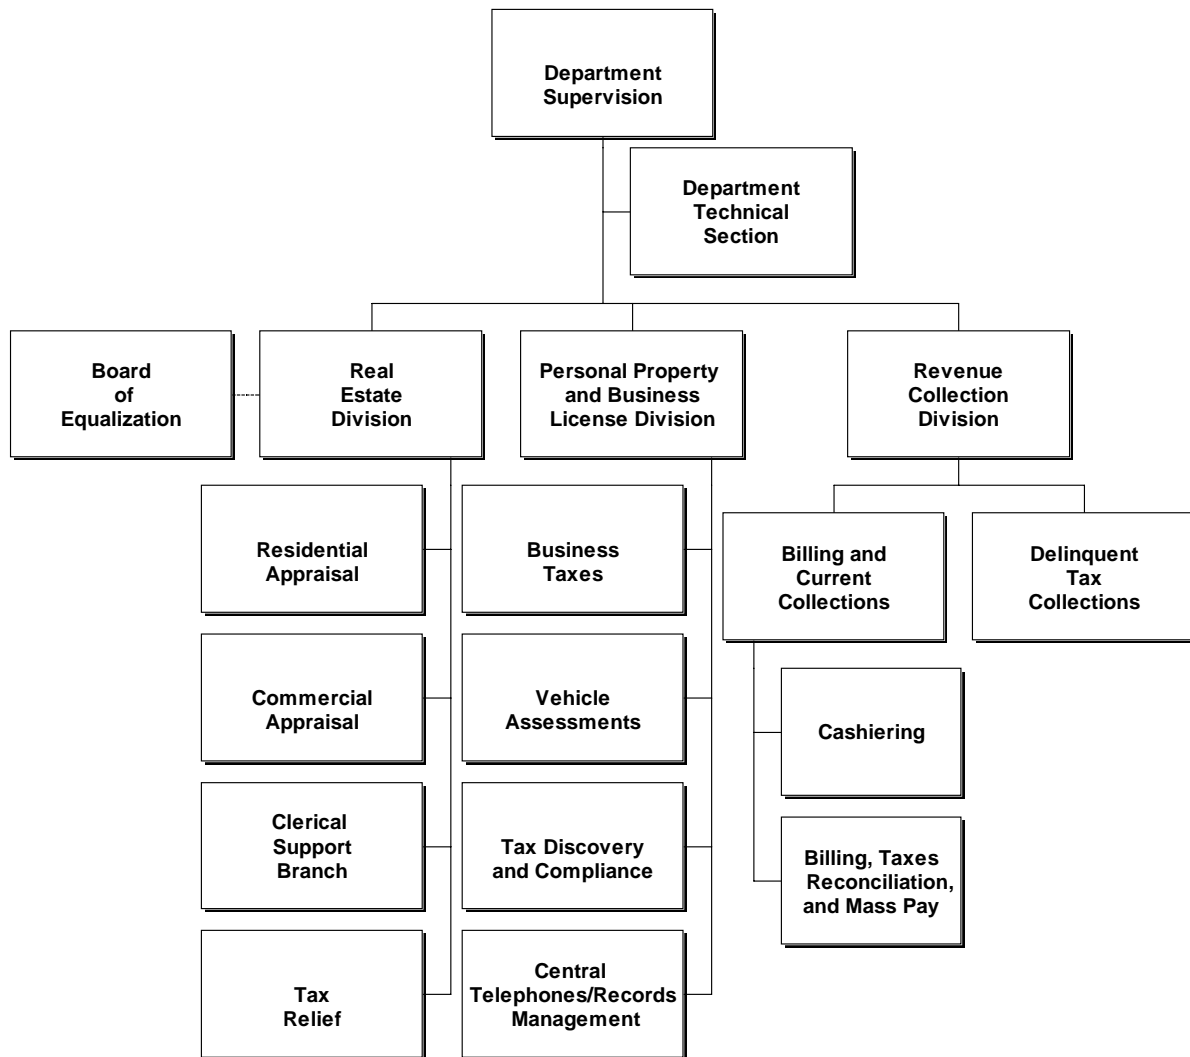 Department
Supervision
Department
Technical
Section
Board
of
Equalization
Real
Estate
Division
Personal Property
and Business
License Division
Revenue
Collection
Division
Residential
Appraisal
Business
Taxes
Billing and
Current
Collections
Delinquent
Tax
Collections
Commercial
Appraisal
Vehicle
Assessments
Cashiering
Clerical
Support
Branch
Tax Discovery
and Compliance
Billing, Taxes
Reconciliation,
and Mass Pay
Tax
Relief
Central
Telephones/Records
Management